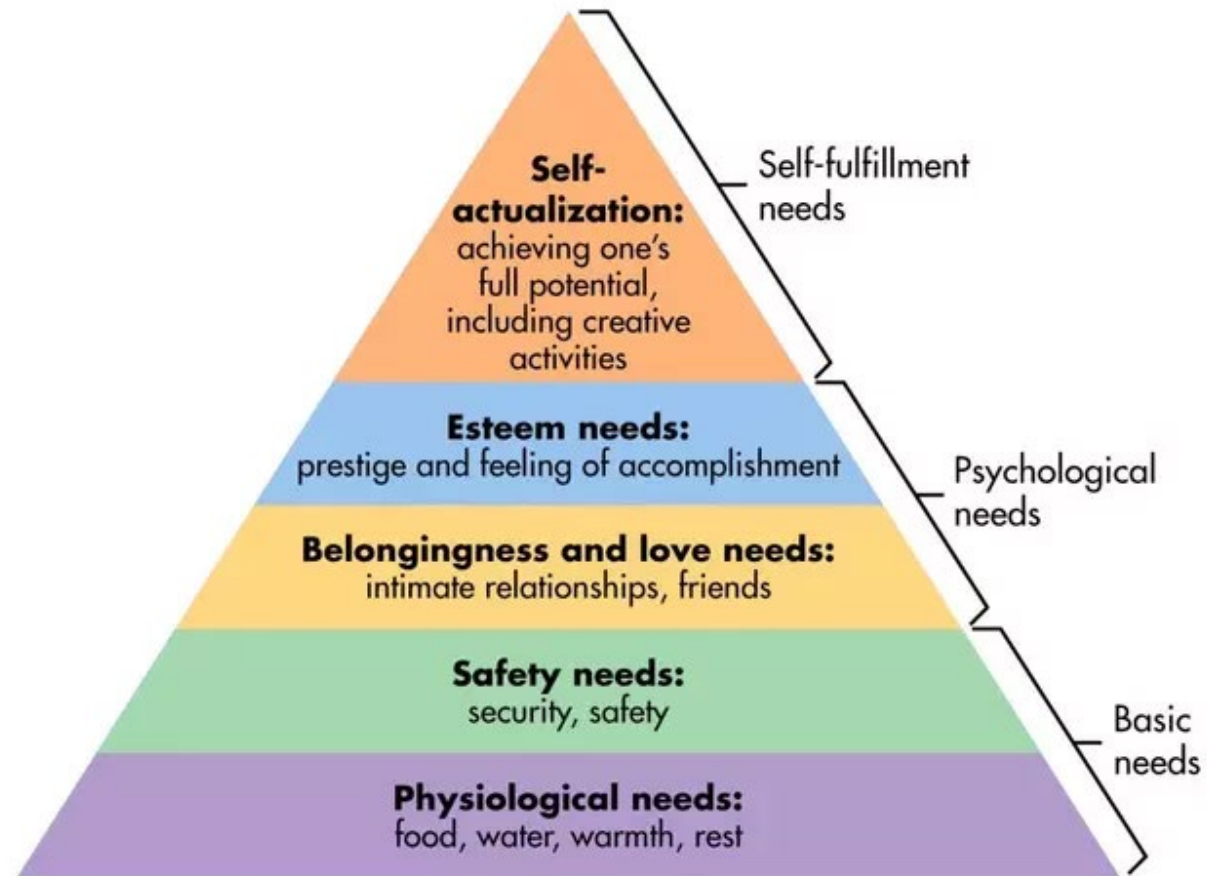 Self-
actualization:
achieving one's
full potential,
including creative
activities
Self-fulfillment
needs
Esteem needs:
prestige and feeling of accomplishment
Psychological
needs
Belongingness and love needs:
intimate relationships, friends
Safety needs:
security, safety
Basic
needs
Physiological needs:
food, water, warmth, rest